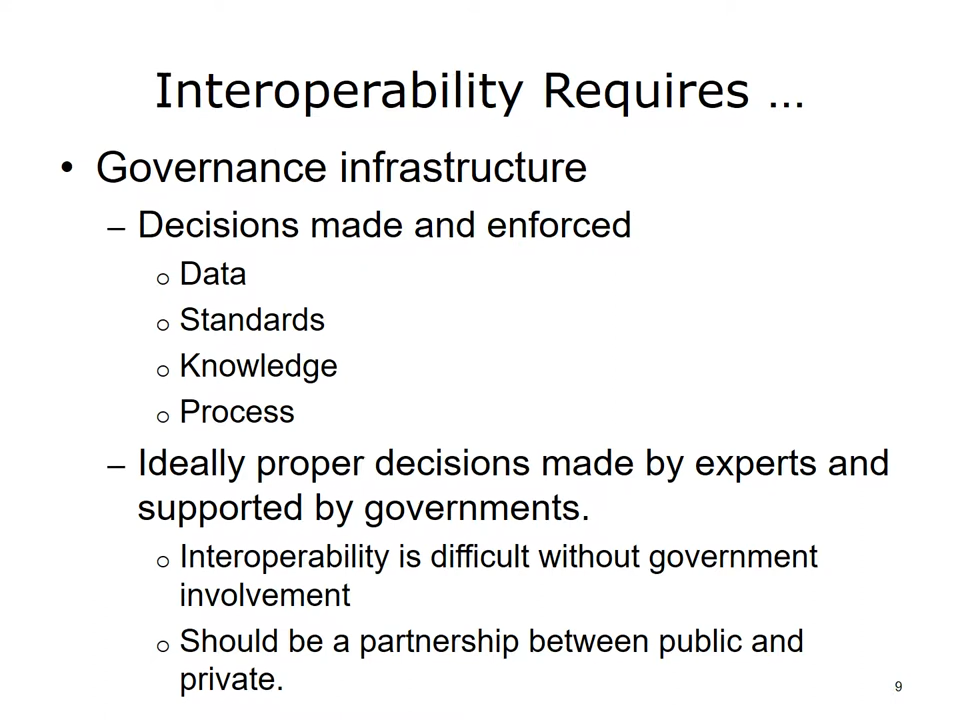 Interoperability Requires …
• Governance infrastructure
– Decisions made and enforced
o Data
o Standards
o Knowledge
o Process
– Ideally proper decisions made by experts and
supported by governments.
o Interoperability is difficult without government
involvement
o Should be a partnership between public and
private.
9